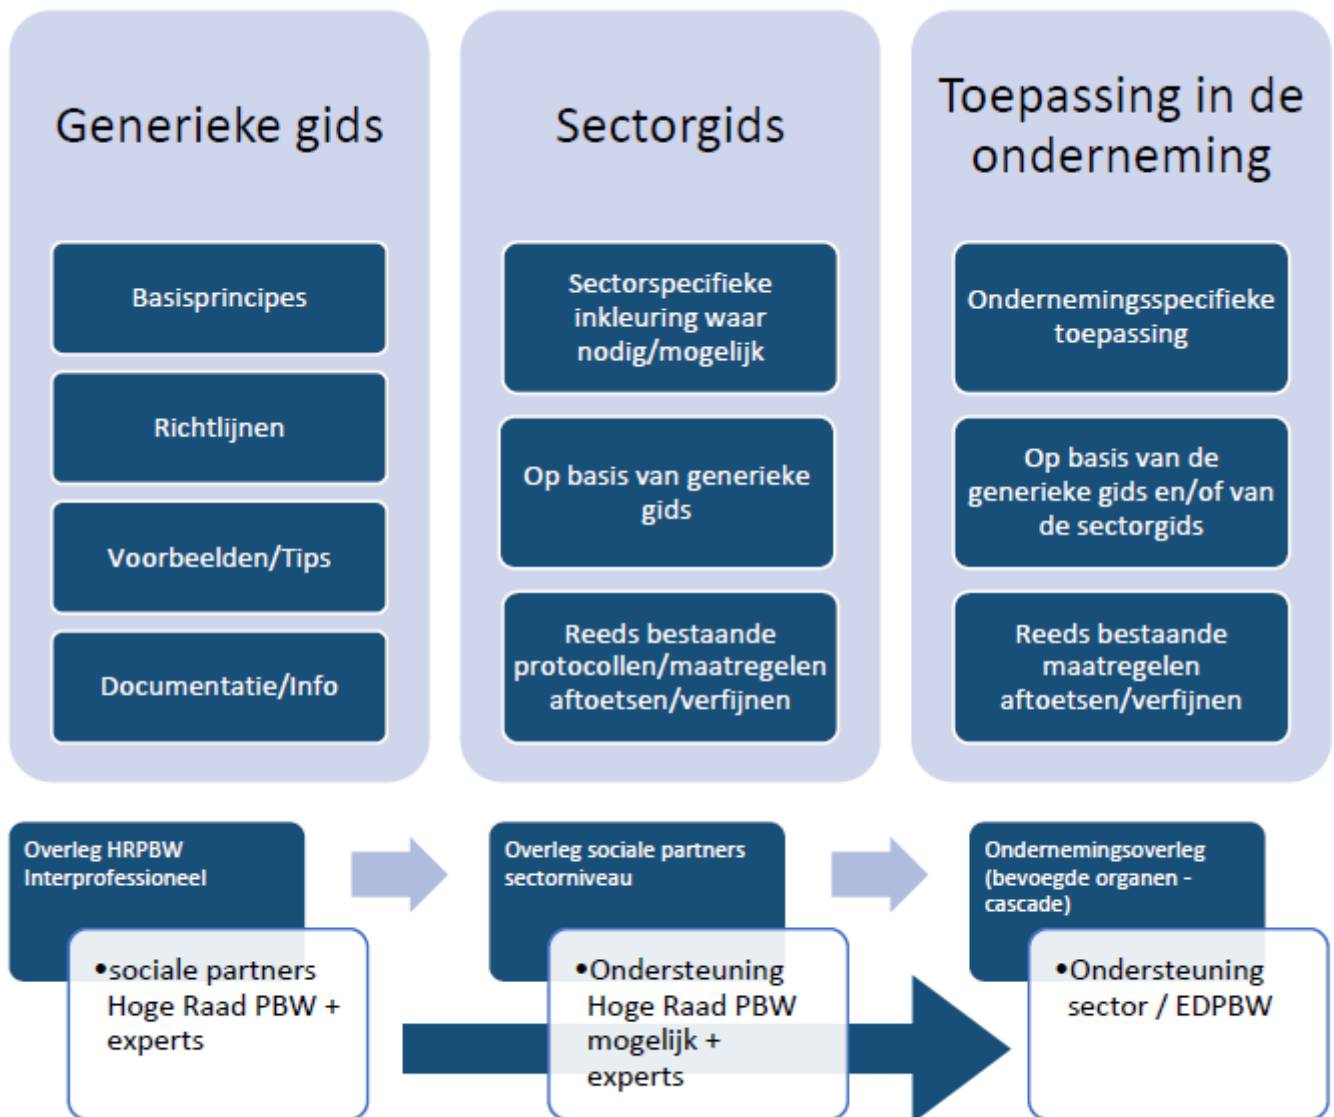 Generieke gids
Basisprincipes
Richtlijnen
Voorbeelden/Tips
Documentatie/Info
Sectorgids
Sectorspecifieke
inkleuring waar
nodig/mogelijk
Op basis van generieke
gids
Reeds bestaande
protocollen/maatregelen
aftoetsen/verfijnen
Toepassing in de
onderneming
Ondernemingsspecifieke
toepassing
Op basis van de
generieke gids en/of van
de sectorgids
Reeds bestaande
maatregelen
aftoetsen/verfijnen
Overleg HRPBW
Interprofessioneel
•sociale partners
Hoge Raad PBW +
experts
Overleg sociale partners
sectorniveau
•Ondersteuning
Hoge Raad PBW
mogelijk +
experts
Ondernemingsoverleg
(bevoegde organen -
cascade)
•Ondersteuning
sector / EDPBW